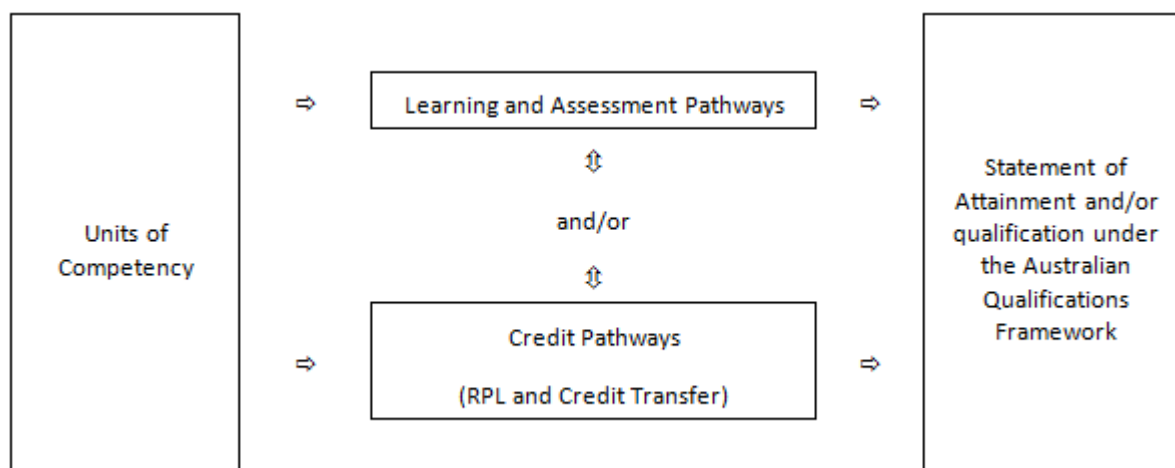 Units of
Competency
Learning and Assessment Pathways
and/or
Credit Pathways
(RPL and Credit Transfer)
Statement of
Attainment and/or
qualification under
the Australian
Qualifications
Framework